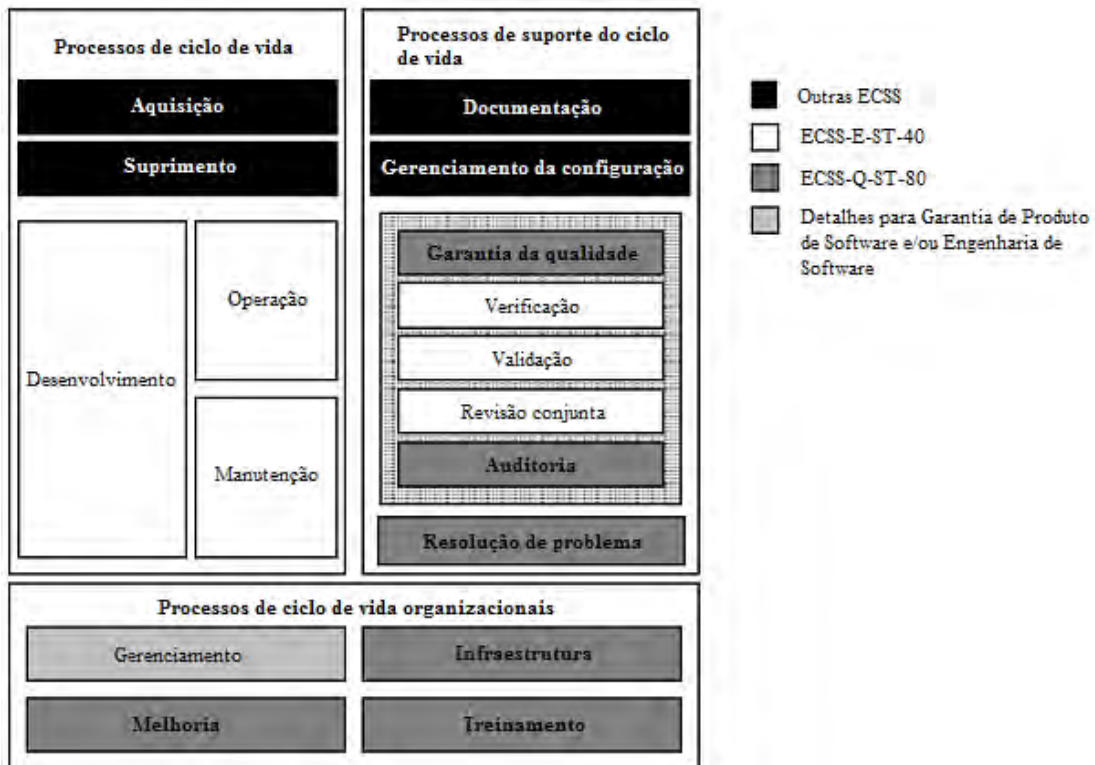 Processos de ciclo de vida
Aquisição
Suprimento
Desenvolvimento
Operação
Manutenção
Processos de suporte do ciclo
de vida
Documentação
Gerenciamento da configuração
Garantia da qualidade
Verificação
Validação
Revisão conjunta
Auditoria
Resolução de problema
Processos de ciclo de vida organizacionais
Gerenciamento
Infraestrutura
Melhoria
Treinamento
Outras ECSS
ECSS-E-ST-40
ECSS-Q-ST-80
Detalhes para Garantia de Produto
de Software e/ou Engenharia de
Software